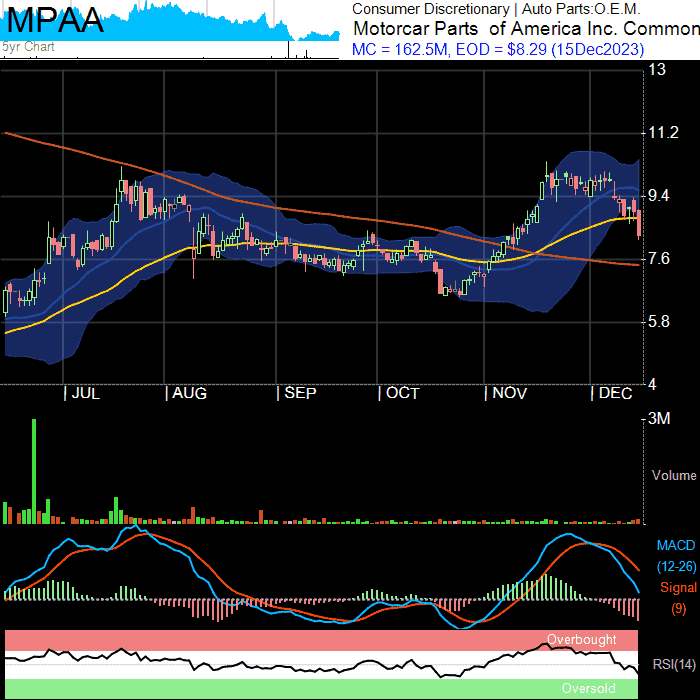 MPAA
5yr Chart
Consumer Discretionary | Auto Parts:O.E.M.
Motorcar Parts of America Inc. Common
MC = 162.5M, EOD = $8.29 (15Dec2023)
13
11.2
9.4
7.6
5.8
4
| JUL | AUG | SEP | OCT | NOV | DEC
3M
Volume
MACD
(12-26)
Signal
(9)
Overbought
RSI(14)
Oversold